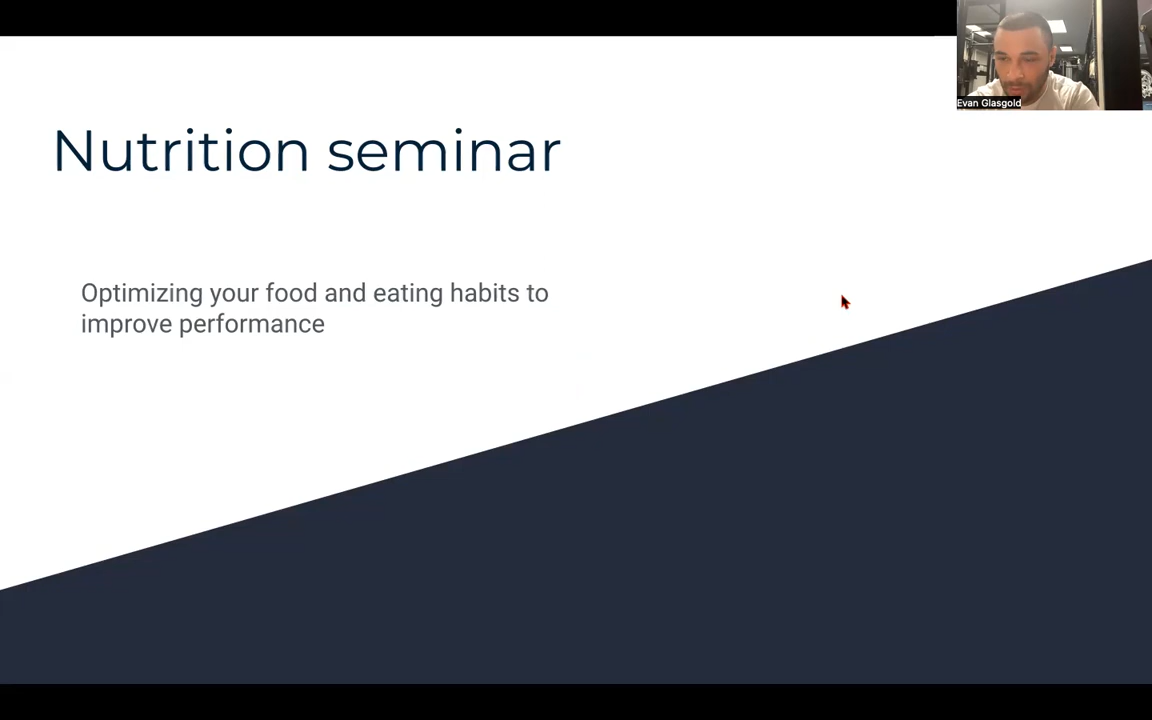 Evan Glasgold
Nutrition seminar
Optimizing your food and eating habits to
improve performance